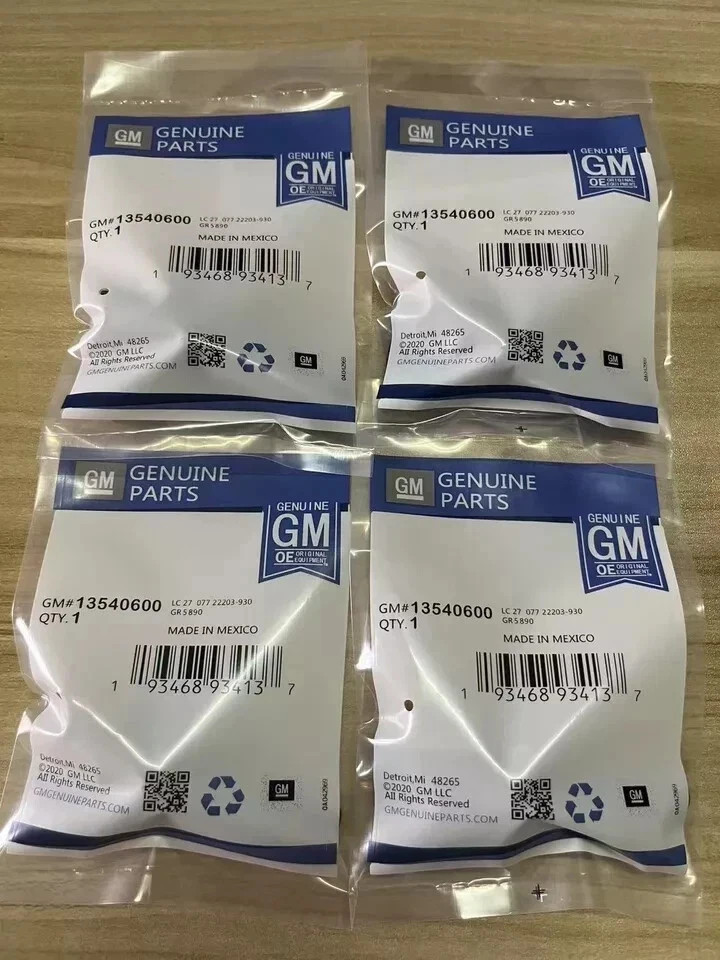 GM GENUINE
PARTS
GENUINE
GM
OE ORIGINAL
EQUIPMENT
GM# 13540600 LC 27 077 22203-930
QTY. 1 GR5890
MADE IN MEXICO
1 93468 93413 7
Detroit,Mi 48265
©2020 GM LLC
All Rights Reserved
GMGENUINEPARTS.COM
GM
0A042969
GM GENUINE
PARTS
GENUINE
GM
OE ORIGINAL
EQUIPMENT
GM# 13540600 LC 27 077 22203-930
QTY. 1 GR5890
MADE IN MEXICO
1 93468 93413 7
Detroit,Mi 48265
©2020 GM LLC
All Rights Reserved
GMGENUINEPARTS.COM
GM
0A042969
GM GENUINE
PARTS
GENUINE
GM
OE ORIGINAL
EQUIPMENT
GM# 13540600 LC 27 077 22203-930
QTY. 1 GR5890
MADE IN MEXICO
1 93468 93413 7
Detroit,Mi 48265
©2020 GM LLC
All Rights Reserved
GMGENUINEPARTS.COM
GM
0A042969
GM GENUINE
PARTS
GENUINE
GM
OE ORIGINAL
EQUIPMENT
GM# 13540600 LC 27 077 22203-930
QTY. 1 GR5890
MADE IN MEXICO
1 93468 93413 7
Detroit,Mi 48265
©2020 GM LLC
All Rights Reserved
GMGENUINEPARTS.COM
GM
0A042969